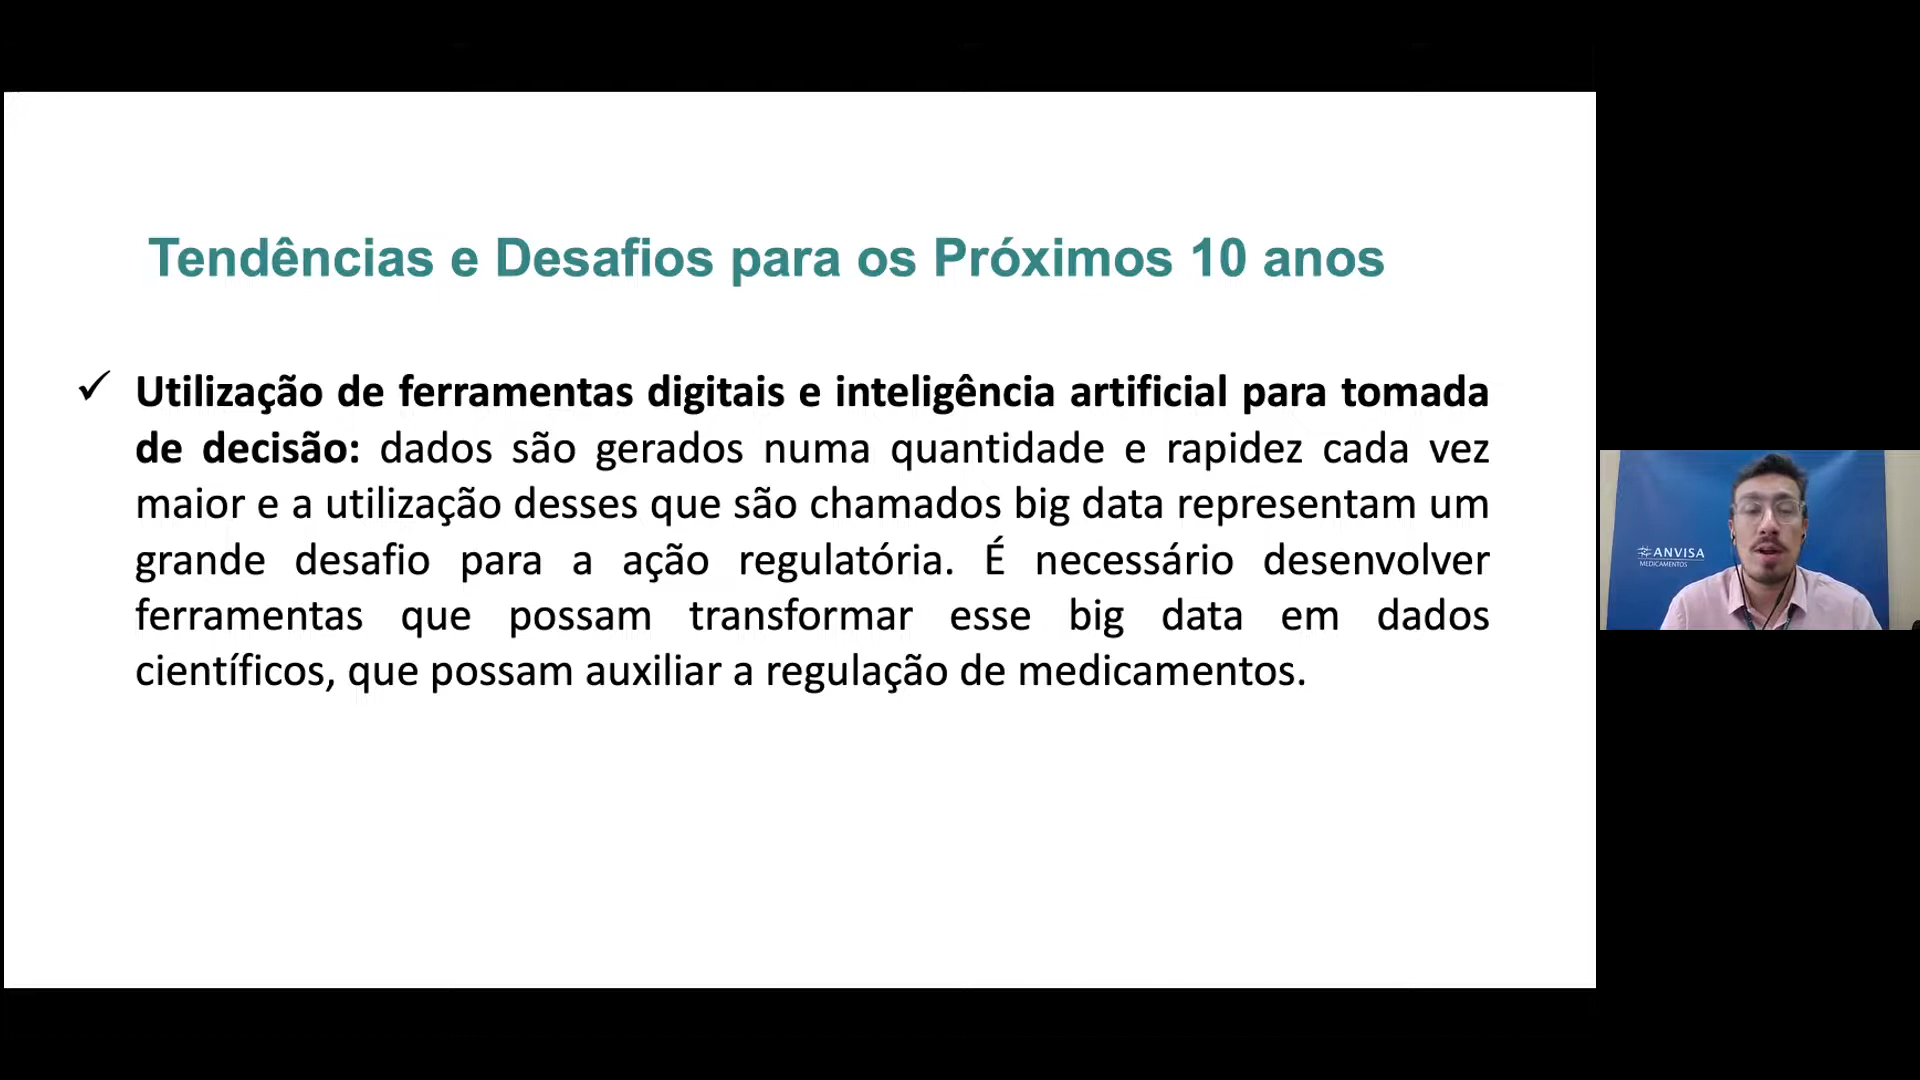 Tendências e Desafios para os Próximos 10 anos
✓ Utilização de ferramentas digitais e inteligência artificial para tomada
de decisão: dados são gerados numa quantidade e rapidez cada vez
maior e a utilização desses que são chamados big data representam um
grande desafio para a ação regulatória. É necessário desenvolver
ferramentas que possam transformar esse big data em dados
científicos, que possam auxiliar a regulação de medicamentos.
ANVISA
MEDICAMENTOS